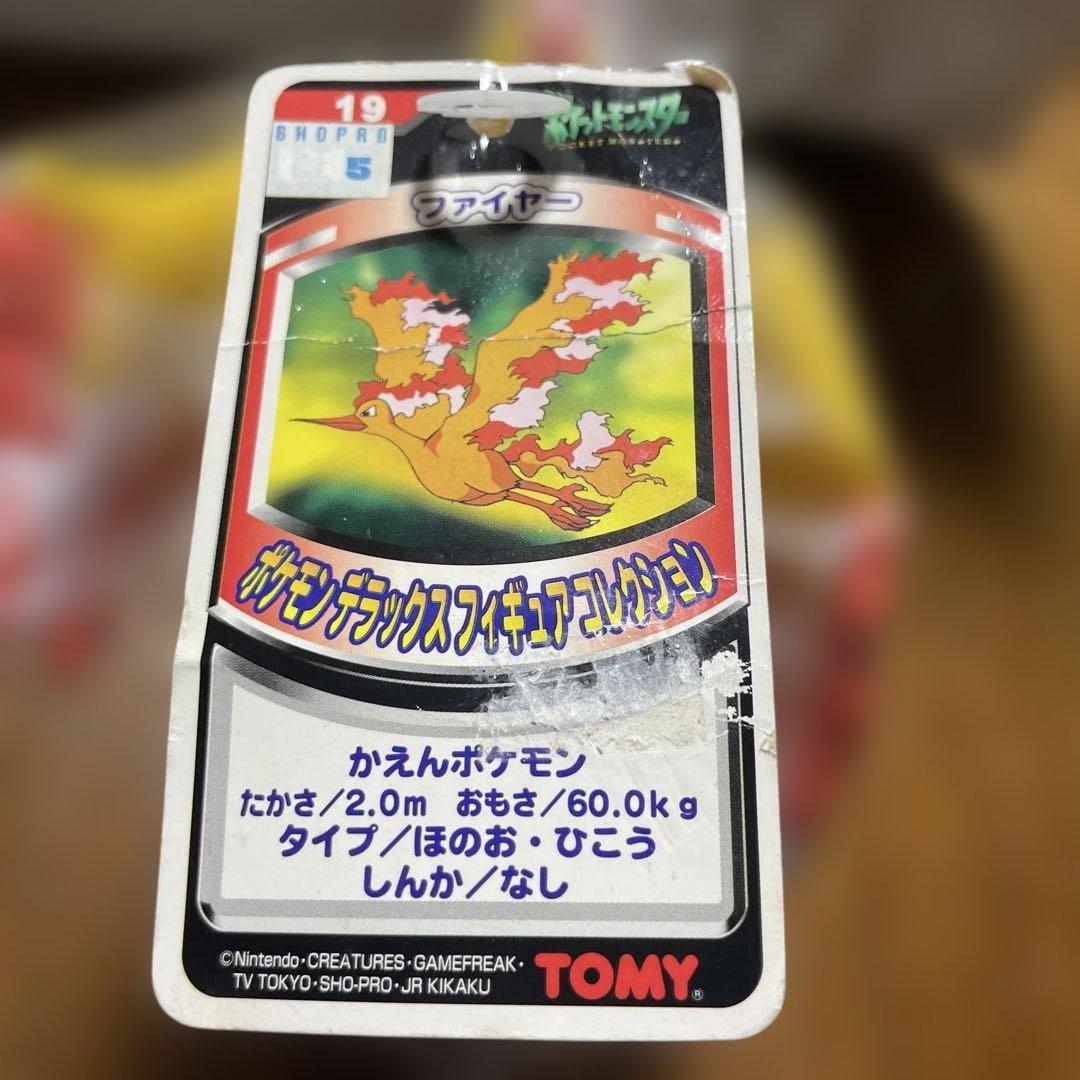 19
SHOPRO
5
ポケットモンスター
POCKET MONSTERS
ファイヤー
ポケモン デラックス フィギュア コレクション
かえんポケモン
たかさ/2.0m おもさ/60.0kg
タイプ/ほのお・ひこう
しんか/なし
©Nintendo・CREATURES・GAMEFREAK・
TV TOKYO・SHO-PRO・JR KIKAKU
TOMY®